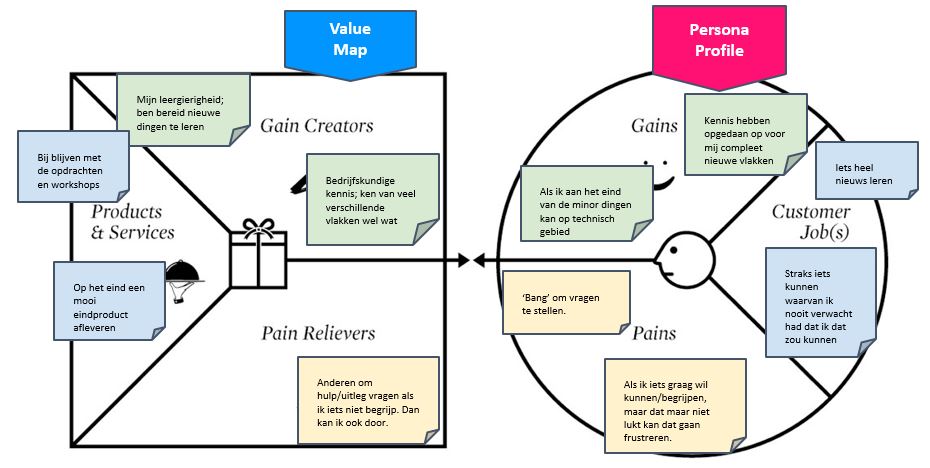 Value
Map
Persona
Profile
Mijn leergierigheid;
ben bereid nieuwe
dingen te leren
Gain Creators
Bij blijven met
de opdrachten
en workshops
Bedrijfskundige
kennis; ken van veel
verschillende
vlakken wel wat
Products
& Services
Op het eind een
mooi
eindproduct
afleveren
Pain Relievers
Anderen om
hulp/uitleg vragen als
ik iets niet begrijp. Dan
kan ik ook door.
Gains
Kennis hebben
opgedaan op voor
mij compleet
nieuwe vlakken
Als ik aan het eind
van de minor dingen
kan op technisch
gebied
Iets heel
nieuws leren
Customer
Job(s)
Straks iets
kunnen
waarvan ik
nooit verwacht
had dat ik dat
zou kunnen
‘Bang’ om vragen
te stellen.
Pains
Als ik iets graag wil
kunnen/begrijpen,
maar dat maar niet
lukt kan dat gaan
frustreren.